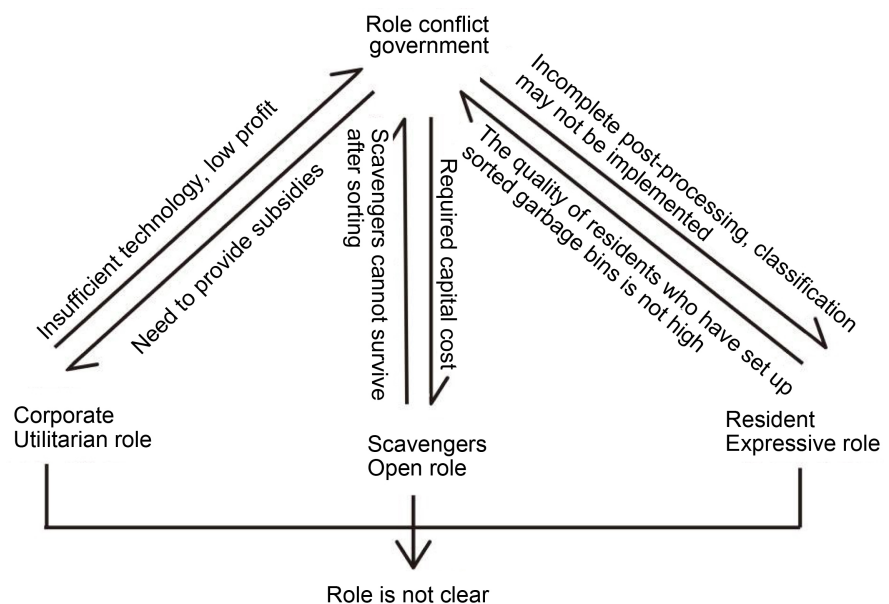 Role conflict
government
Insufficient technology, low profit
Need to provide subsidies
Scavengers cannot survive
after sorting
Required capital cost
Incomplete post-processing, classification
may not be implemented
The quality of residents who have set up
sorted garbage bins is not high
Corporate
Utilitarian role
Scavengers
Open role
Resident
Expressive role
Role is not clear